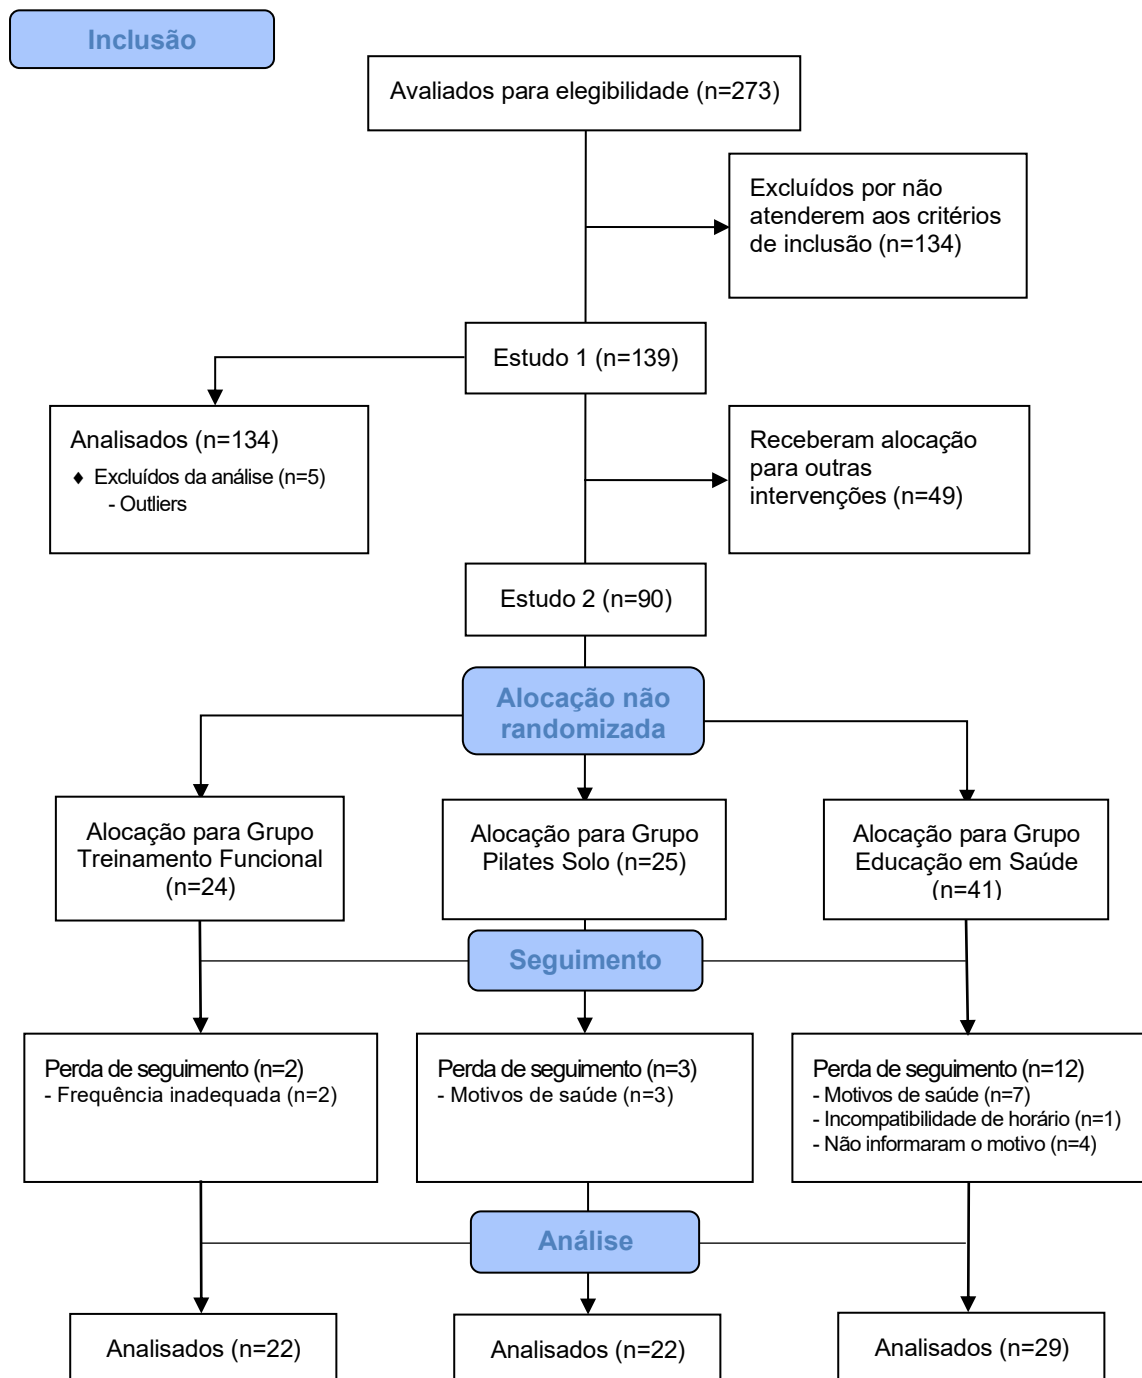 Inclusão
Avaliados para elegibilidade (n=273)
Excluídos por não
atenderem aos critérios
de inclusão (n=134)
Estudo 1 (n=139)
Analisados (n=134)
♦ Excluídos da análise (n=5)
- Outliers
Receberam alocação
para outras
intervenções (n=49)
Estudo 2 (n=90)
Alocação não
randomizada
Alocação para Grupo
Treinamento Funcional
(n=24)
Alocação para Grupo
Pilates Solo (n=25)
Alocação para Grupo
Educação em Saúde
(n=41)
Seguimento
Perda de seguimento (n=2)
- Frequência inadequada (n=2)
Perda de seguimento (n=3)
- Motivos de saúde (n=3)
Perda de seguimento (n=12)
- Motivos de saúde (n=7)
- Incompatibilidade de horário (n=1)
- Não informaram o motivo (n=4)
Análise
Analisados (n=22)
Analisados (n=22)
Analisados (n=29)